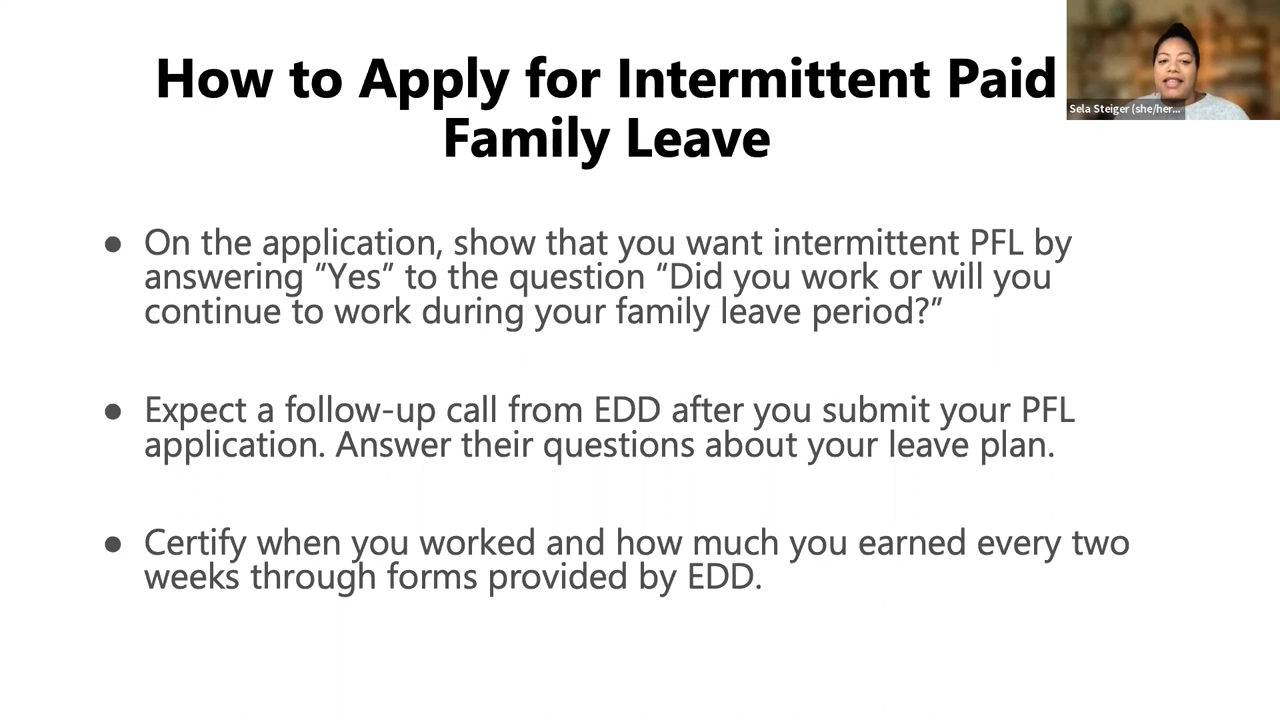 How to Apply for Intermittent Paid
Family Leave
Sela Steiger (she/her...
● On the application, show that you want intermittent PFL by
answering “Yes” to the question “Did you work or will you
continue to work during your family leave period?”
● Expect a follow-up call from EDD after you submit your PFL
application. Answer their questions about your leave plan.
● Certify when you worked and how much you earned every two
weeks through forms provided by EDD.